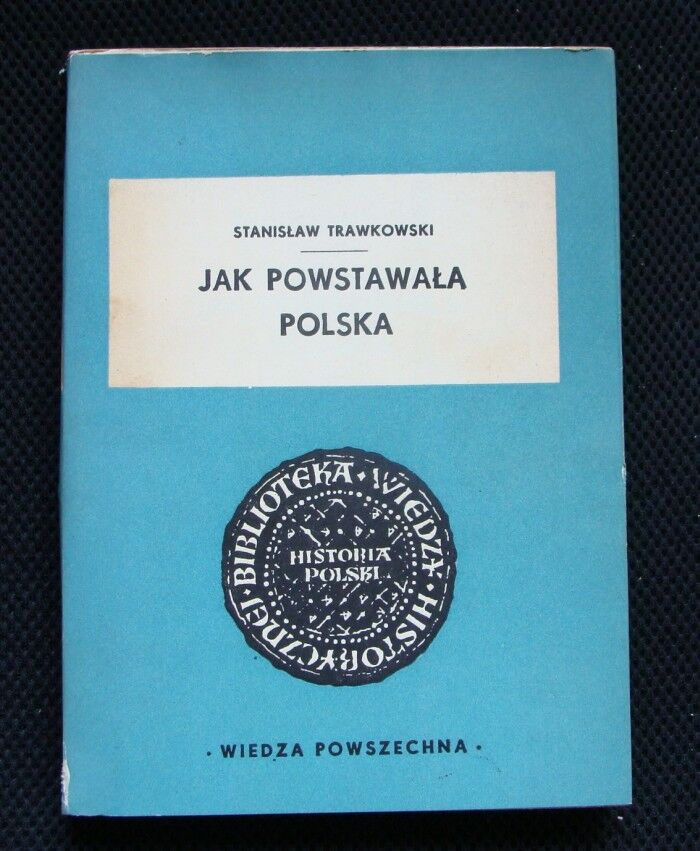 STANISŁAW TRAWKOWSKI
JAK POWSTAWAŁA
POLSKA
BIBLIOTEKA · WIEDZY · HISTORYCZNEJ ·
HISTORIA
POLSKI
· WIEDZA POWSZECHNA ·